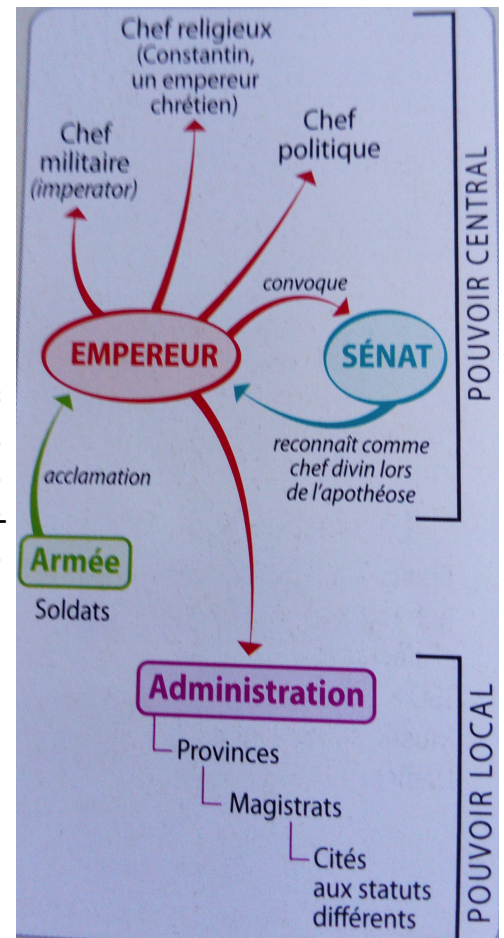 Chef religieux
(Constantin,
un empereur
chrétien)
Chef
militaire
(imperator)
Chef
politique
convoque
EMPEREUR
SÉNAT
reconnaît comme
chef divin lors
de l'apothéose
acclamation
Armée
Soldats
POUVOIR CENTRAL
Administration
Provinces
Magistrats
Cités
aux statuts
différents
POUVOIR LOCAL